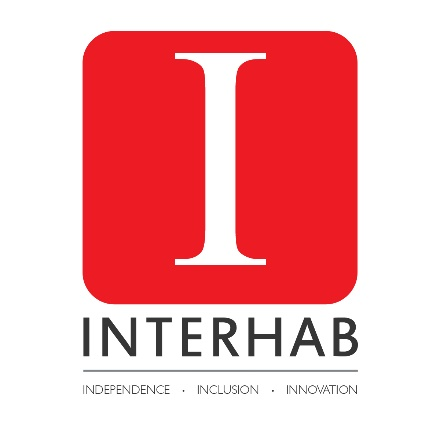 I
INTERHAB
INDEPENDENCE · INCLUSION · INNOVATION